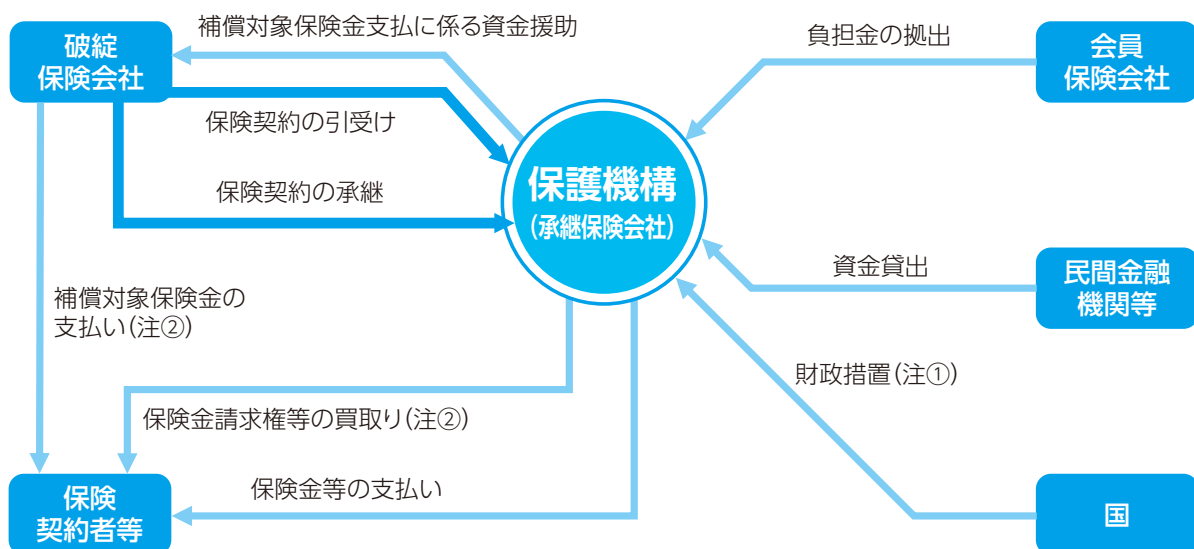 補償対象保険金支払に係る資金援助
破綻
保険会社
負担金の拠出
会員
保険会社
保険契約の引受け
保険契約の承継
保護機構
(承継保険会社)
資金貸出
民間金融
機関等
補償対象保険金の
支払い(注②)
財政措置(注①)
保険金請求権等の買取り(注②)
保険金等の支払い
保険
契約者等
国